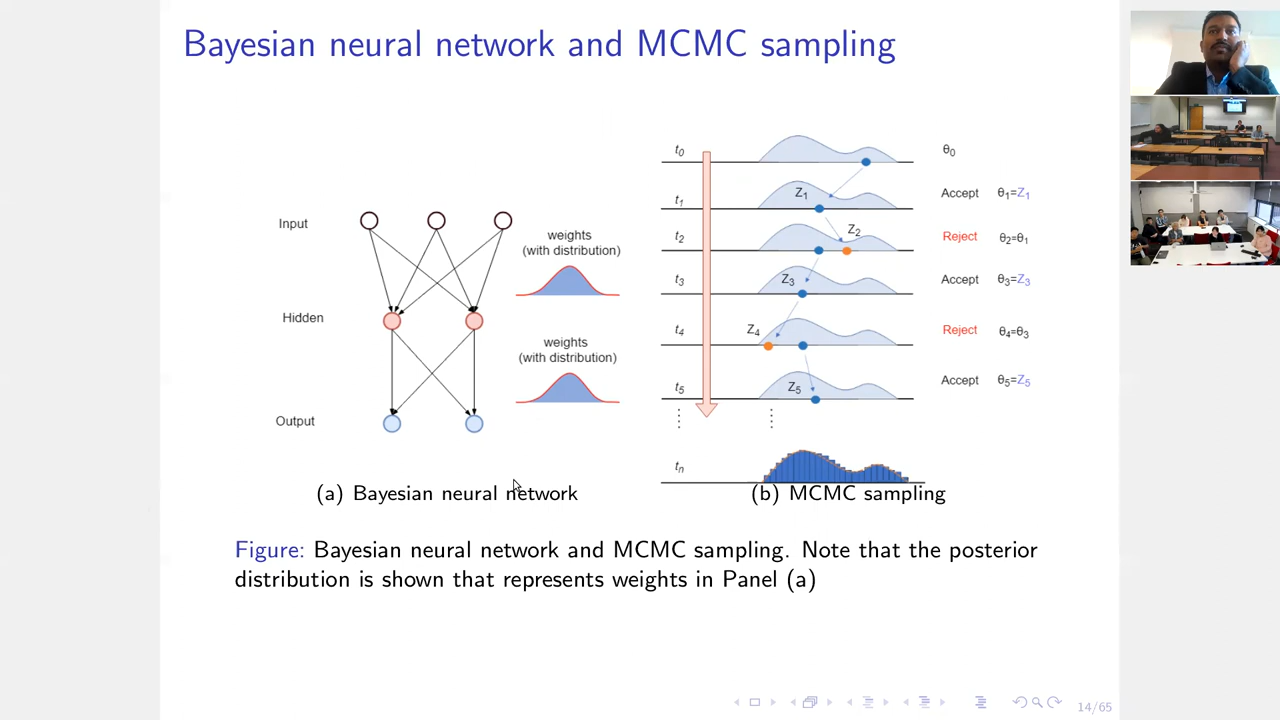 Bayesian neural network and MCMC sampling
Input
Hidden
Output
weights
(with distribution)
weights
(with distribution)
(a) Bayesian neural network
t0 θ0
t1 Z1 Accept θ1=Z1
t2 Z2 Reject θ2=θ1
t3 Z3 Accept θ3=Z3
t4 Z4 Reject θ4=θ3
t5 Z5 Accept θ5=Z5
tn
(b) MCMC sampling
Figure: Bayesian neural network and MCMC sampling. Note that the posterior
distribution is shown that represents weights in Panel (a)
14/65